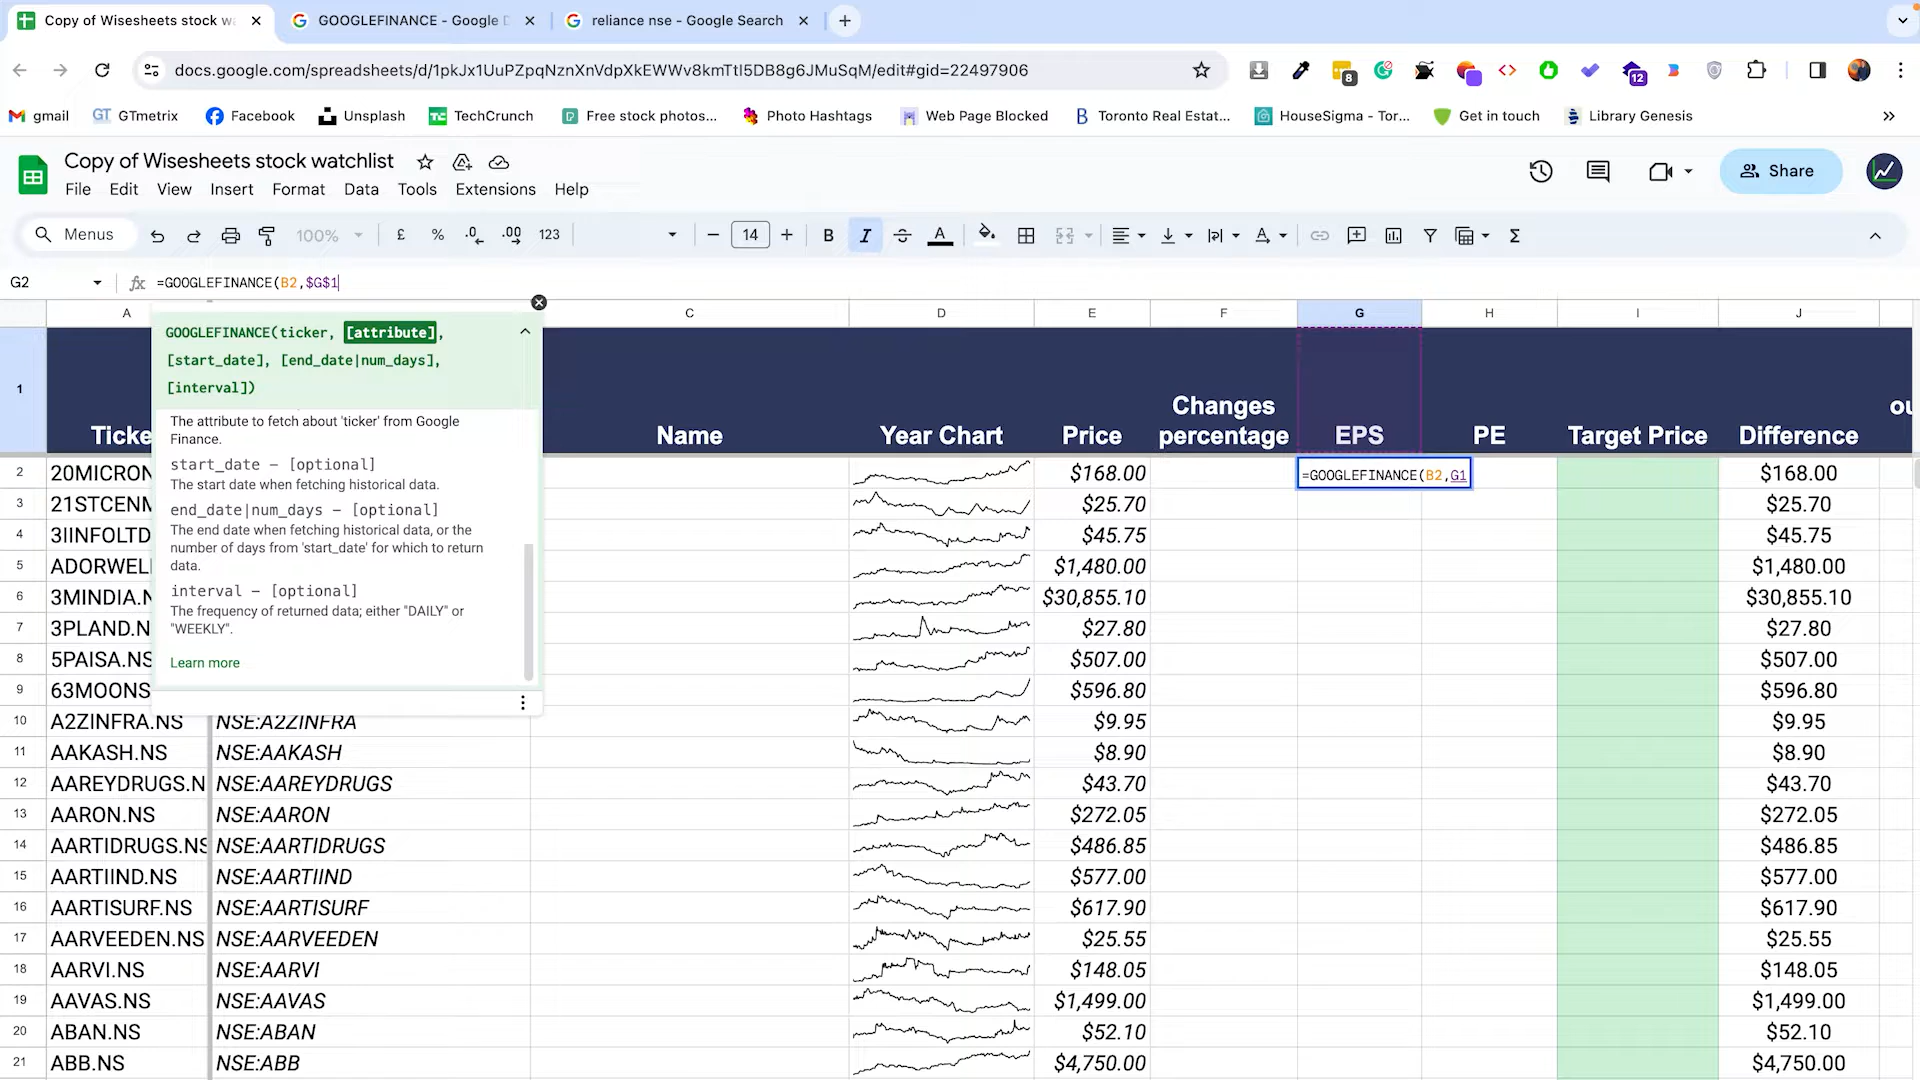 Copy of Wisesheets stock wa
GOOGLEFINANCE - Google D
reliance nse - Google Search
docs.google.com/spreadsheets/d/1pkJx1UuPZpqNznXnVdpXkEWWv8kmTtI5DB8g6JMuSqM/edit#gid=22497906
8
12
gmail
GT GTmetrix
Facebook
Unsplash
TechCrunch
Free stock photos...
Photo Hashtags
Web Page Blocked
Toronto Real Estat...
HouseSigma - Tor...
Get in touch
Library Genesis
Copy of Wisesheets stock watchlist
File Edit View Insert Format Data Tools Extensions Help
Share
Menus
100%
£ % .0 .00 123
14
B I A Σ
G2
fx =GOOGLEFINANCE(B2,$G$1
A C D E F G H I J
GOOGLEFINANCE(ticker, [attribute],
[start_date], [end_date|num_days],
[interval])
The attribute to fetch about 'ticker' from Google
Finance.
start_date – [optional]
The start date when fetching historical data.
end_date|num_days – [optional]
The end date when fetching historical data, or the
number of days from 'start_date' for which to return
data.
interval – [optional]
The frequency of returned data; either "DAILY" or
"WEEKLY".
Learn more
1 Ticke Name Year Chart Price Changes percentage EPS PE Target Price Difference ou
2 20MICRON $168.00 =GOOGLEFINANCE(B2,G1 $168.00
3 21STCENM $25.70 $25.70
4 3IINFOLTD $45.75 $45.75
5 ADORWEL $1,480.00 $1,480.00
6 3MINDIA.N $30,855.10 $30,855.10
7 3PLAND.N $27.80 $27.80
8 5PAISA.NS $507.00 $507.00
9 63MOONS $596.80 $596.80
10 A2ZINFRA.NS NSE:A2ZINFRA $9.95 $9.95
11 AAKASH.NS NSE:AAKASH $8.90 $8.90
12 AAREYDRUGS.N NSE:AAREYDRUGS $43.70 $43.70
13 AARON.NS NSE:AARON $272.05 $272.05
14 AARTIDRUGS.NS NSE:AARTIDRUGS $486.85 $486.85
15 AARTIIND.NS NSE:AARTIIND $577.00 $577.00
16 AARTISURF.NS NSE:AARTISURF $617.90 $617.90
17 AARVEEDEN.NS NSE:AARVEEDEN $25.55 $25.55
18 AARVI.NS NSE:AARVI $148.05 $148.05
19 AAVAS.NS NSE:AAVAS $1,499.00 $1,499.00
20 ABAN.NS NSE:ABAN $52.10 $52.10
21 ABB.NS NSE:ABB $4,750.00 $4,750.00